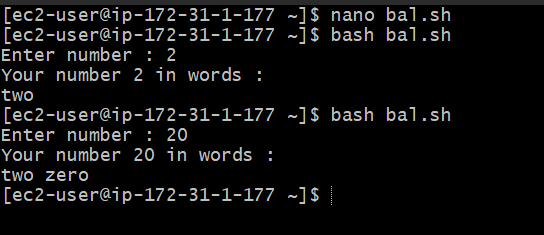 [ec2-user@ip-172-31-1-177 ~]$ nano bal.sh
[ec2-user@ip-172-31-1-177 ~]$ bash bal.sh
Enter number : 2
Your number 2 in words :
two
[ec2-user@ip-172-31-1-177 ~]$ bash bal.sh
Enter number : 20
Your number 20 in words :
two zero
[ec2-user@ip-172-31-1-177 ~]$